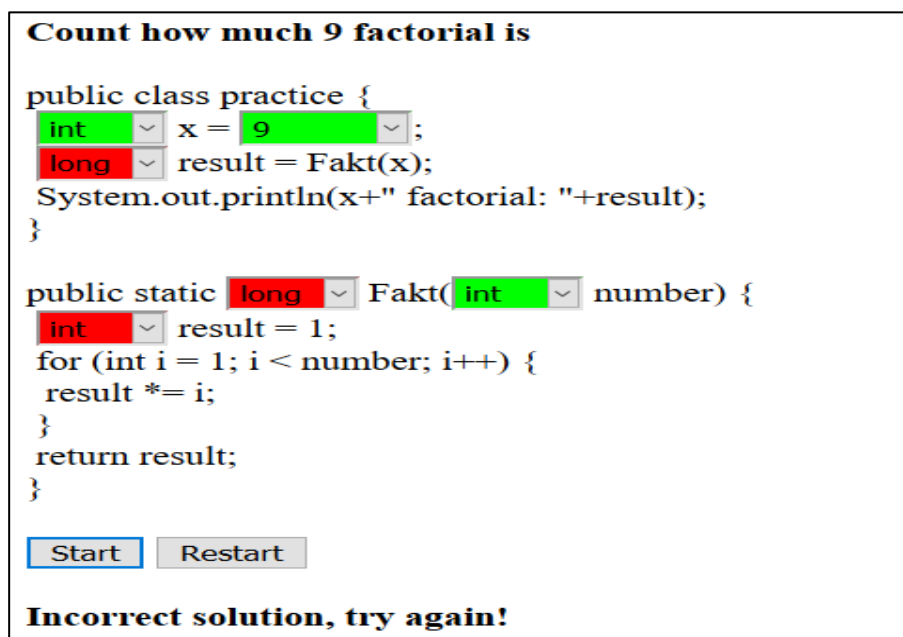 Count how much 9 factorial is
public class practice {
int x = 9 ;
long result = Fakt(x);
System.out.println(x+" factorial: "+result);
}
public static long Fakt( int number) {
int result = 1;
for (int i = 1; i < number; i++) {
result *= i;
}
return result;
}
Start Restart
Incorrect solution, try again!